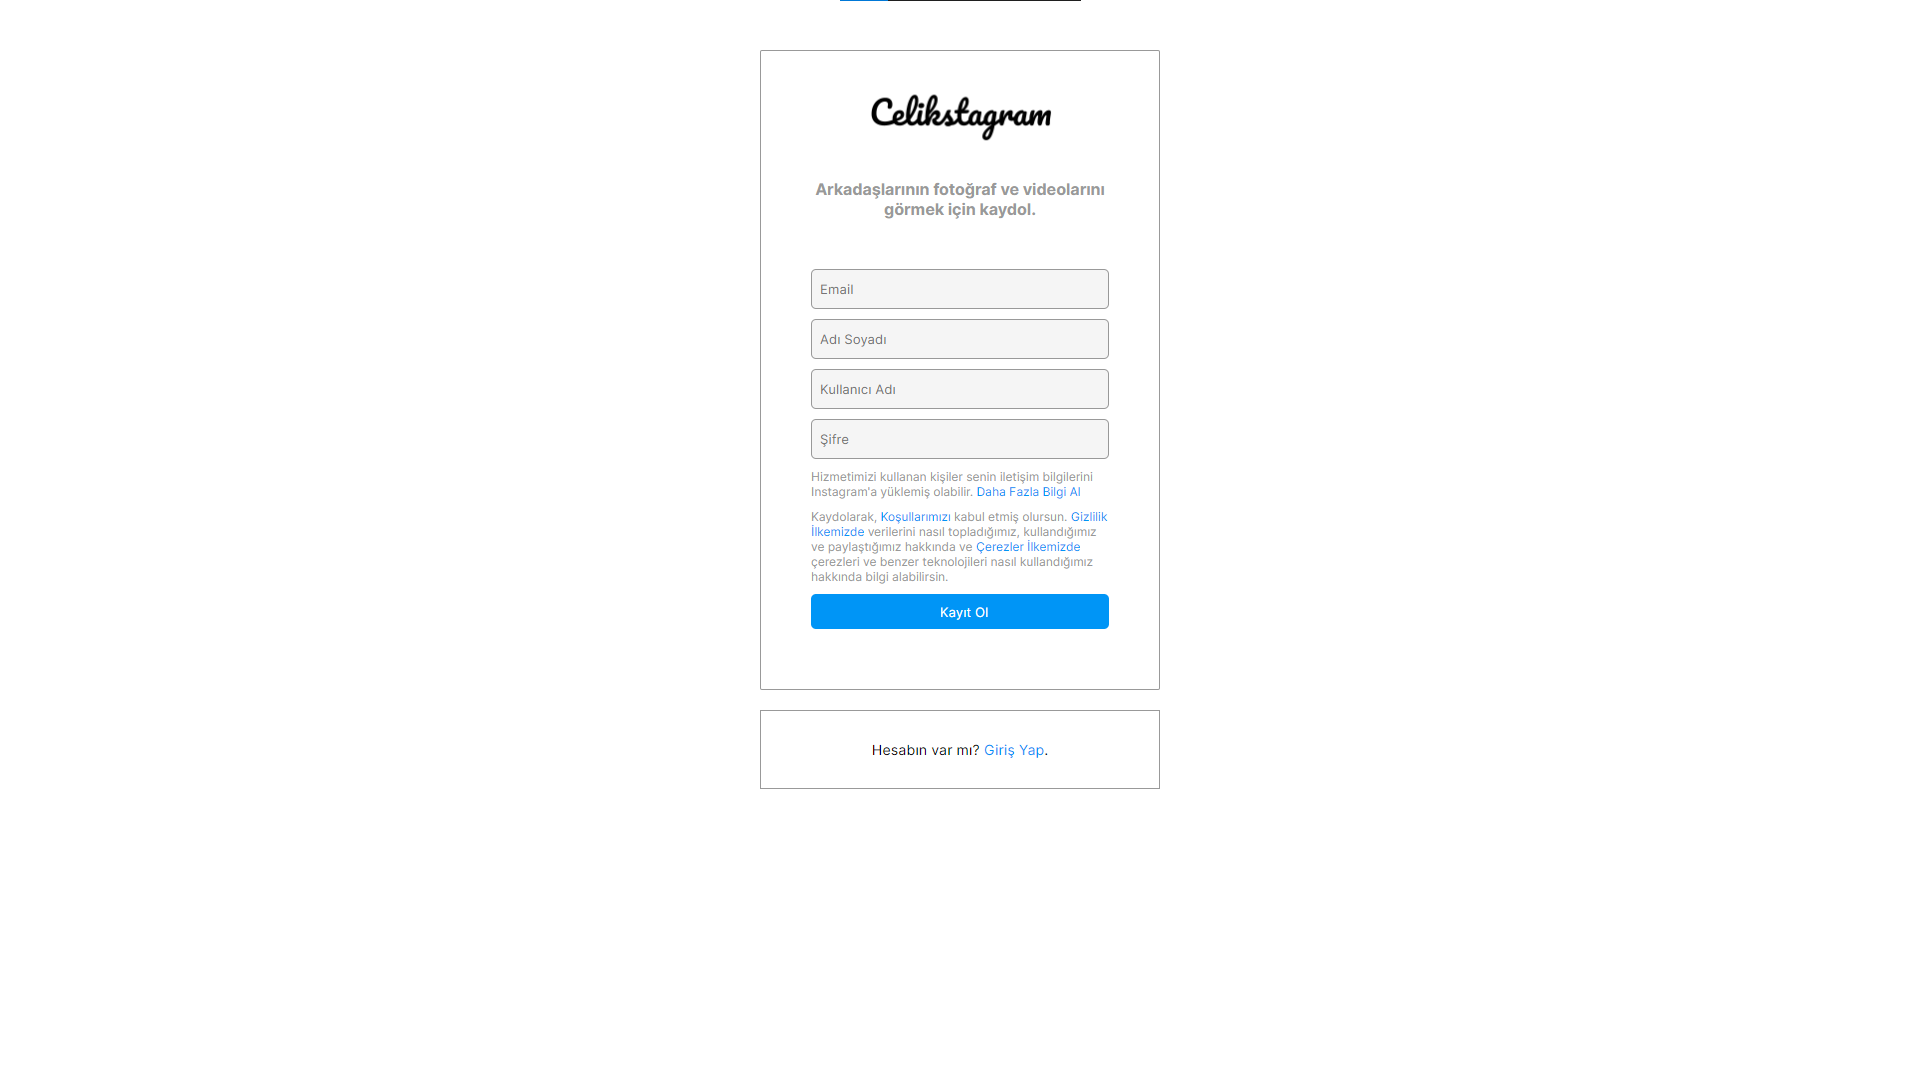 Celikstagram
Arkadaşlarının fotoğraf ve videolarını
görmek için kaydol.
Email
Adı Soyadı
Kullanıcı Adı
Şifre
Hizmetimizi kullanan kişiler senin iletişim bilgilerini
Instagram'a yüklemiş olabilir. Daha Fazla Bilgi Al
Kaydolarak, Koşullarımızı kabul etmiş olursun. Gizlilik
İlkemizde verilerini nasıl topladığımız, kullandığımız
ve paylaştığımız hakkında ve Çerezler İlkemizde
çerezleri ve benzer teknolojileri nasıl kullandığımız
hakkında bilgi alabilirsin.
Kayıt Ol
Hesabın var mı? Giriş Yap.